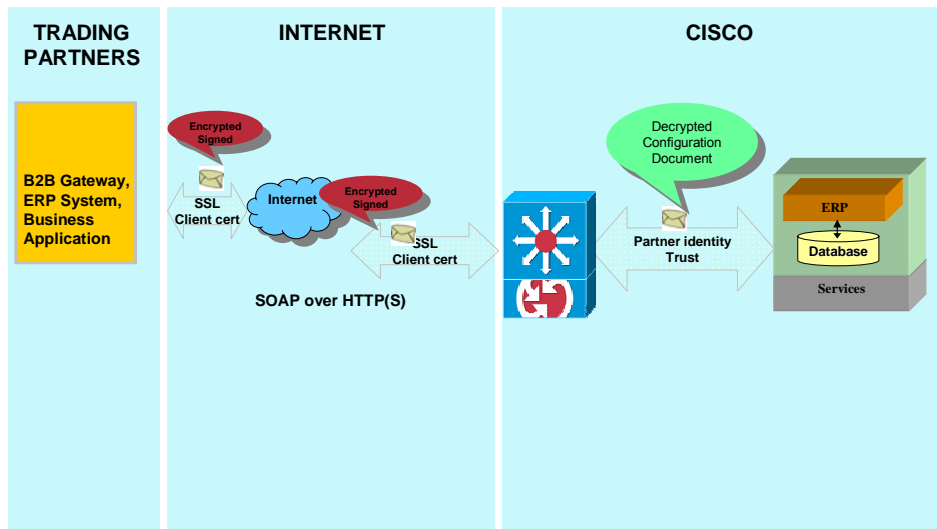 TRADING
PARTNERS
INTERNET
CISCO
B2B Gateway,
ERP System,
Business
Application
Encrypted
Signed
SSL
Client cert
Internet
Encrypted
Signed
SSL
Client cert
SOAP over HTTP(S)
Decrypted
Configuration
Document
Partner identity
Trust
ERP
Database
Services